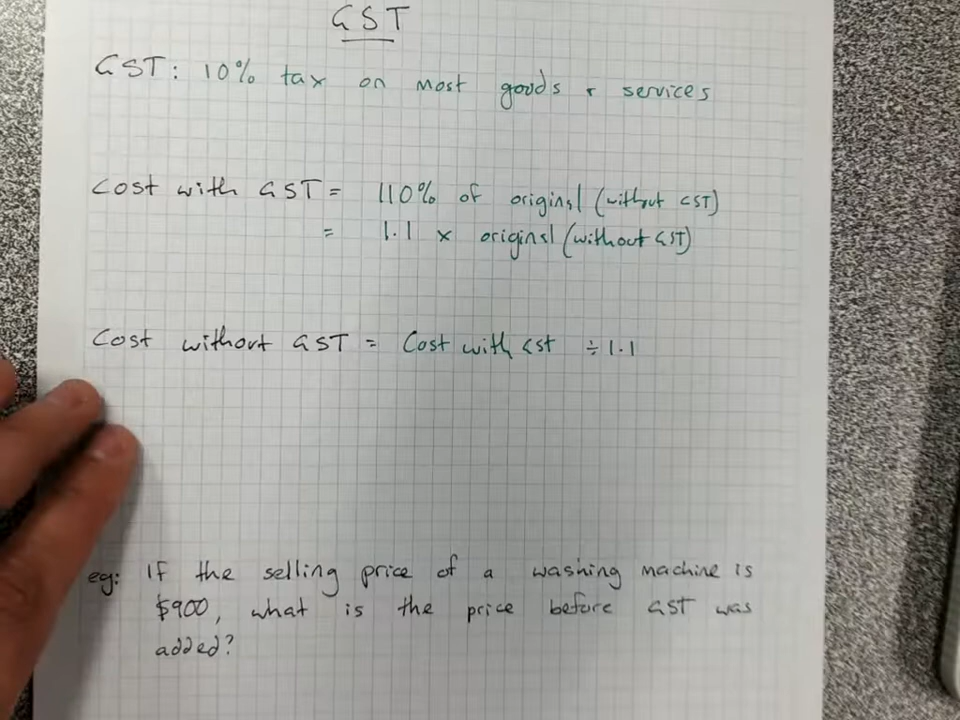 GST
GST: 10% tax on most goods + services
Cost with GST = 110% of original (without GST)
= 1.1 x original (without GST)
Cost without GST = Cost with Gst ÷ 1.1
eg: If the selling price of a washing machine is
$900, what is the price before GST was
added?